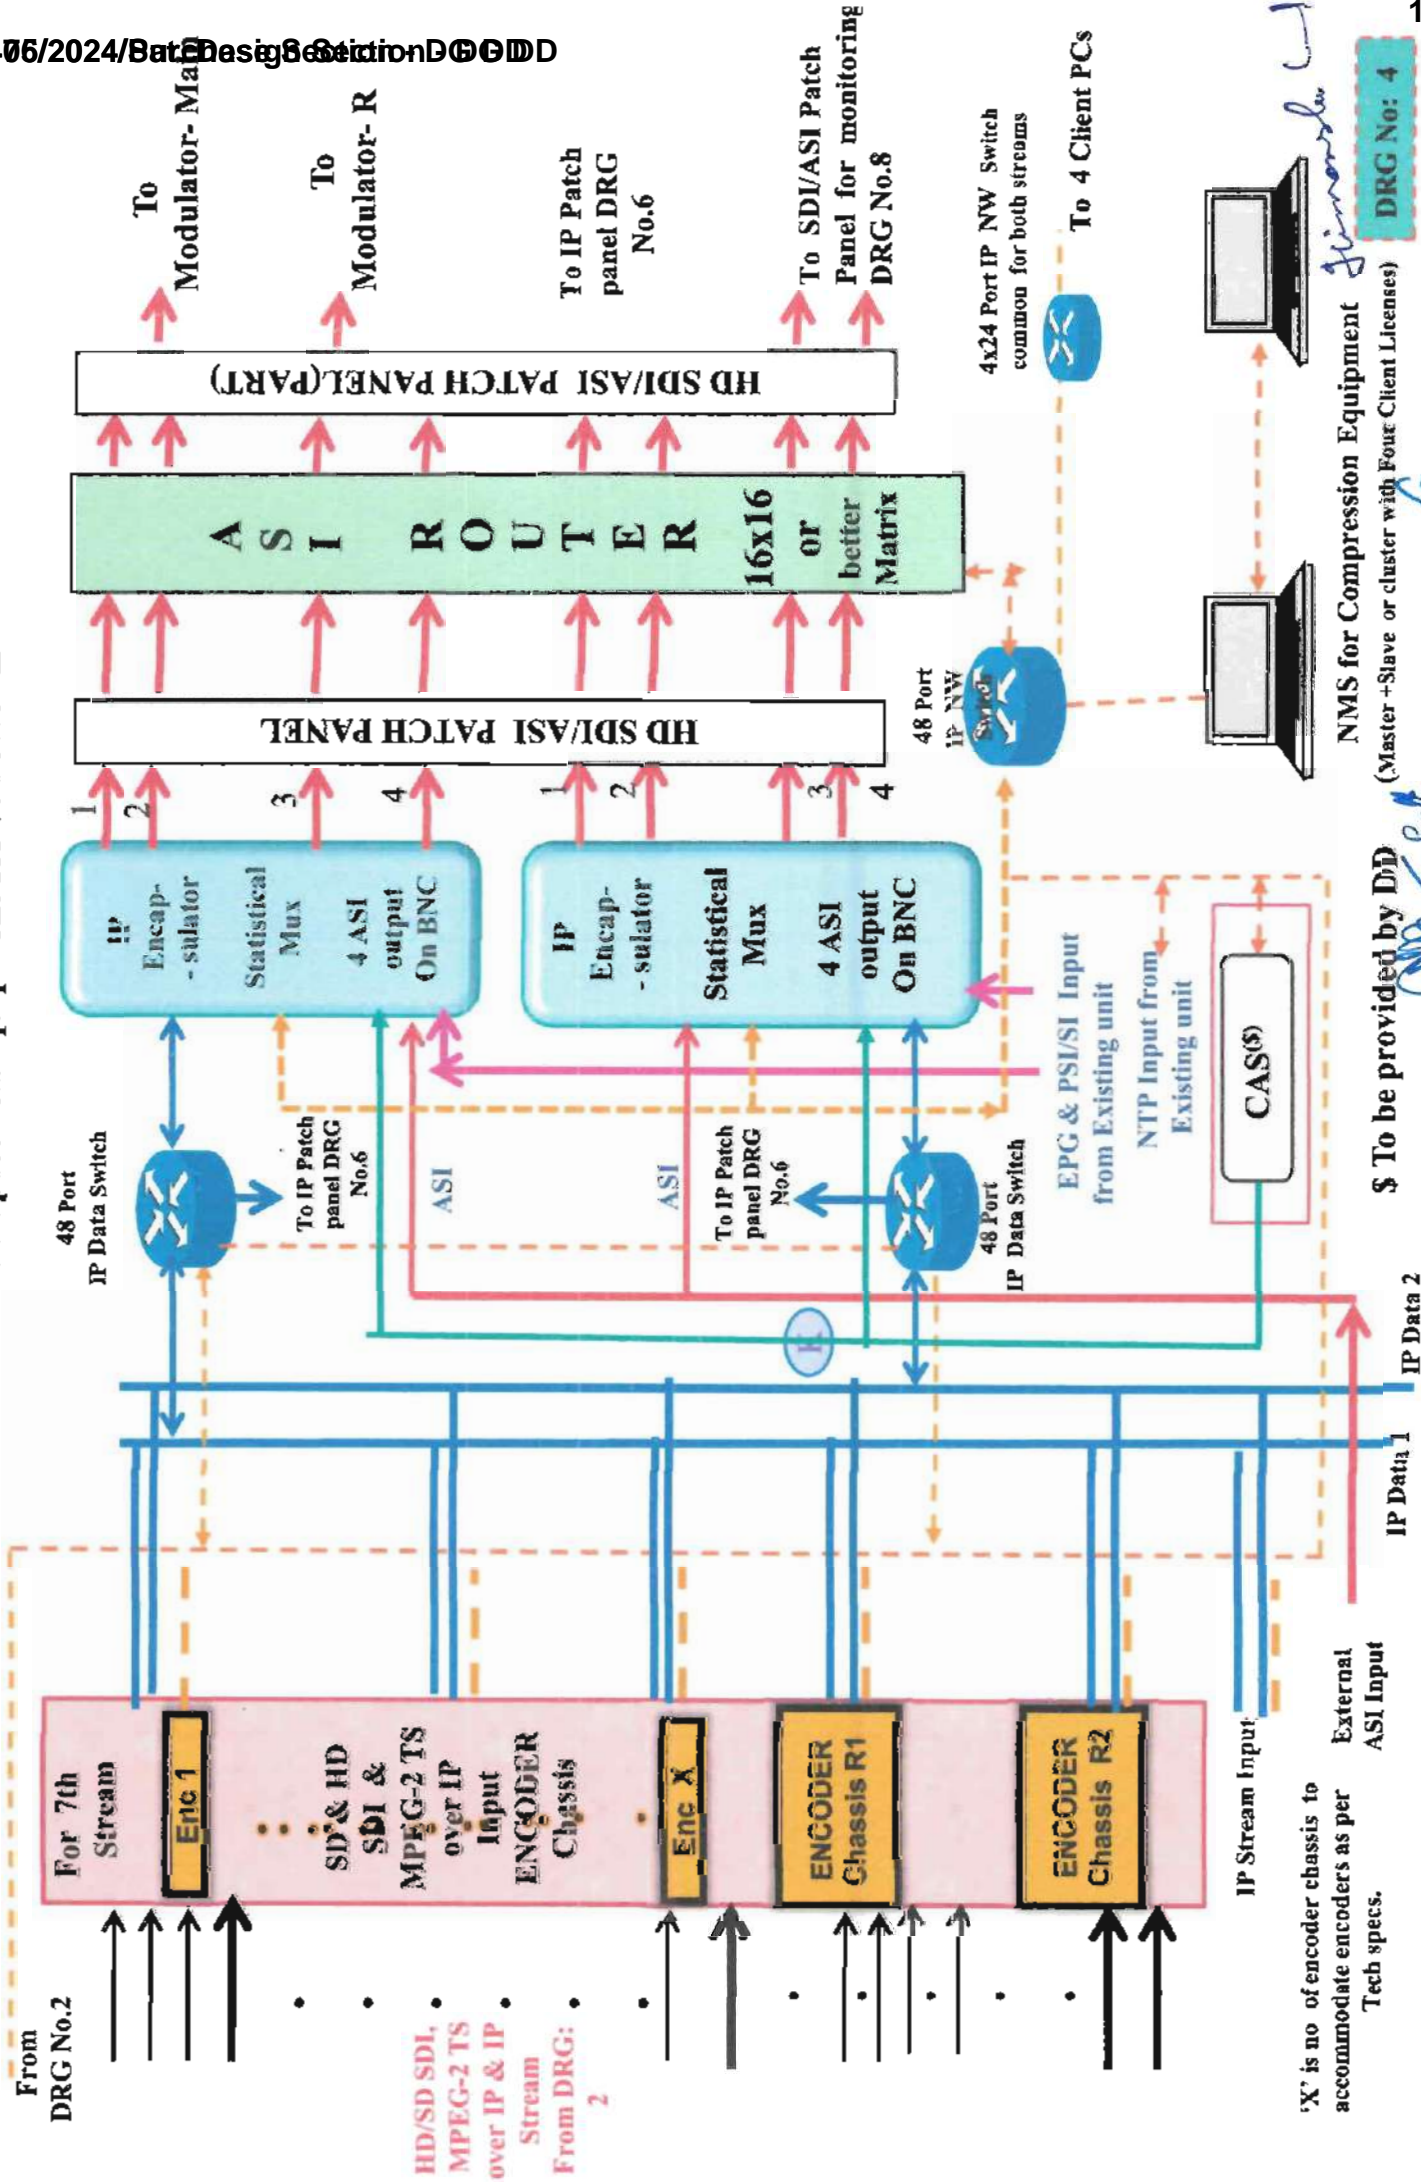 From
DRG No.2
HD/SD SDI,
MPEG-2 TS
over IP & IP
Stream
From DRG:
2
For 7th
Stream
Enc 1
SD & HD
SDI &
MPEG-2 TS
over IP
Input
ENCODER
Chassis
Enc X
ENCODER
Chassis R1
ENCODER
Chassis R2
IP Stream Input
External
ASI Input
'X' is no of encoder chassis to
accommodate encoders as per
Tech specs.
IP Data 1
IP Data 2
48 Port
IP Data Switch
To IP Patch
panel DRG
No.6
ASI
ASI
To IP Patch
panel DRG
No.6
48 Port
IP Data Switch
E
IP
Encap-
- sulator
Statistical
Mux
4 ASI
output
On BNC
IP
Encap-
- sulator
Statistical
Mux
4 ASI
output
On BNC
EPG & PSI/SI Input
from Existing unit
NTP Input from
Existing unit
CAS($)
$ To be provided by DD
1
2
3
4
1
2
3
4
HD SDI/ASI PATCH PANEL
48 Port
IP NW
Switch
ASI ROUTER
16x16
or
better
Matrix
HD SDI/ASI PATCH PANEL(PART)
To
Modulator- Main
To
Modulator- R
To IP Patch
panel DRG
No.6
To SDI/ASI Patch
Panel for monitoring
DRG No.8
4x24 Port IP NW Switch
common for both streams
To 4 Client PCs
NMS for Compression Equipment
(Master +Slave or cluster with Four Client Licenses)
DRG No: 4
1